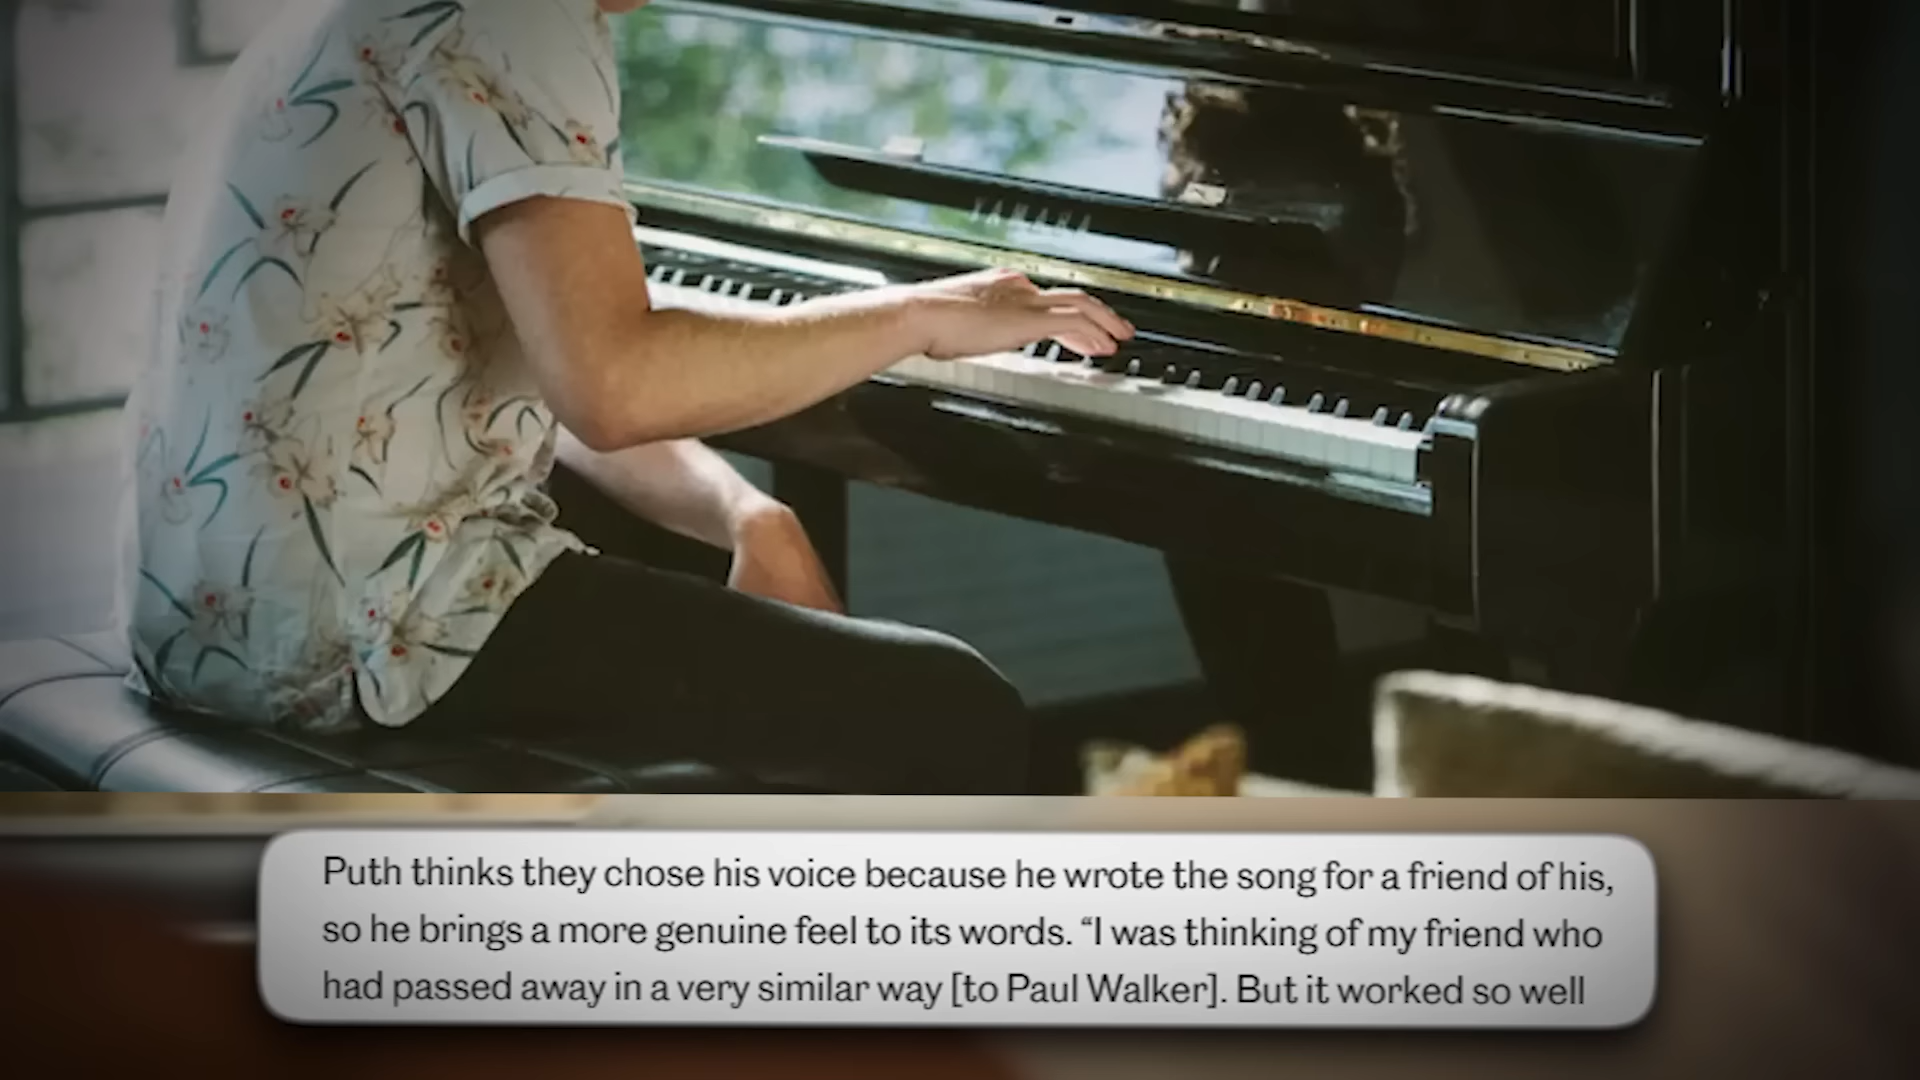 YAMAHA
Puth thinks they chose his voice because he wrote the song for a friend of his,
so he brings a more genuine feel to its words. “I was thinking of my friend who
had passed away in a very similar way [to Paul Walker]. But it worked so well